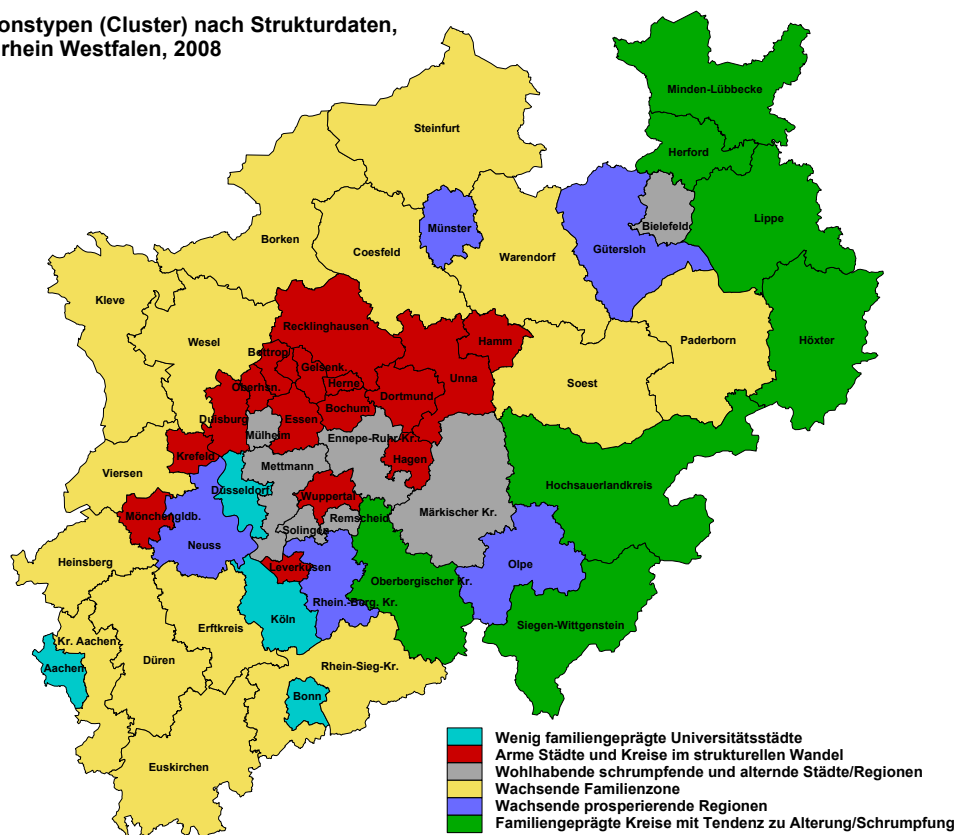 onstypen (Cluster) nach Strukturdaten,
rhein Westfalen, 2008
Minden-Lübbecke
Steinfurt
Herford
Lippe
Bielefeld
Münster
Borken
Gütersloh
Coesfeld
Warendorf
Kleve
Recklinghausen
Paderborn
Höxter
Wesel
Hamm
Bottrop
Gelsenk.
Unna
Herne
Soest
Oberhsn.
Dortmund
Bochum
Duisburg
Essen
Mülheim
Ennepe-Ruhr-Kr.
Krefeld
Hagen
Viersen
Mettmann
Hochsauerlandkreis
Düsseldorf
Wuppertal
Märkischer Kr.
Mönchengldb.
Remscheid
Solingen
Neuss
Heinsberg
Leverkusen
Olpe
Oberbergischer Kr.
Rhein.-Berg. Kr.
Köln
Siegen-Wittgenstein
Erftkreis
Kr. Aachen
Düren
Rhein-Sieg-Kr.
Aachen
Bonn
Euskirchen
Wenig familiengeprägte Universitätsstädte
Arme Städte und Kreise im strukturellen Wandel
Wohlhabende schrumpfende und alternde Städte/Regionen
Wachsende Familienzone
Wachsende prosperierende Regionen
Familiengeprägte Kreise mit Tendenz zu Alterung/Schrumpfung